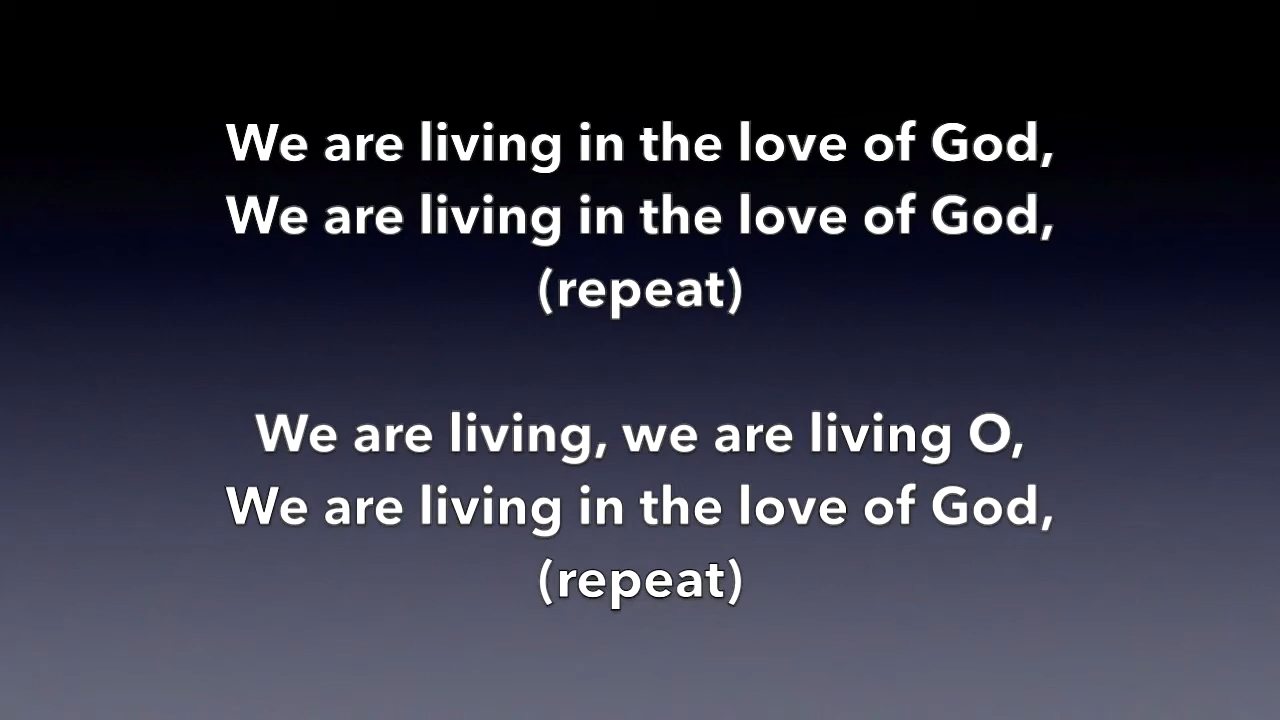 We are living in the love of God,
We are living in the love of God,
(repeat)
We are living, we are living O,
We are living in the love of God,
(repeat)